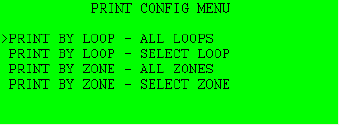 PRINT CONFIG MENU
>PRINT BY LOOP - ALL LOOPS
PRINT BY LOOP - SELECT LOOP
PRINT BY ZONE - ALL ZONES
PRINT BY ZONE - SELECT ZONE